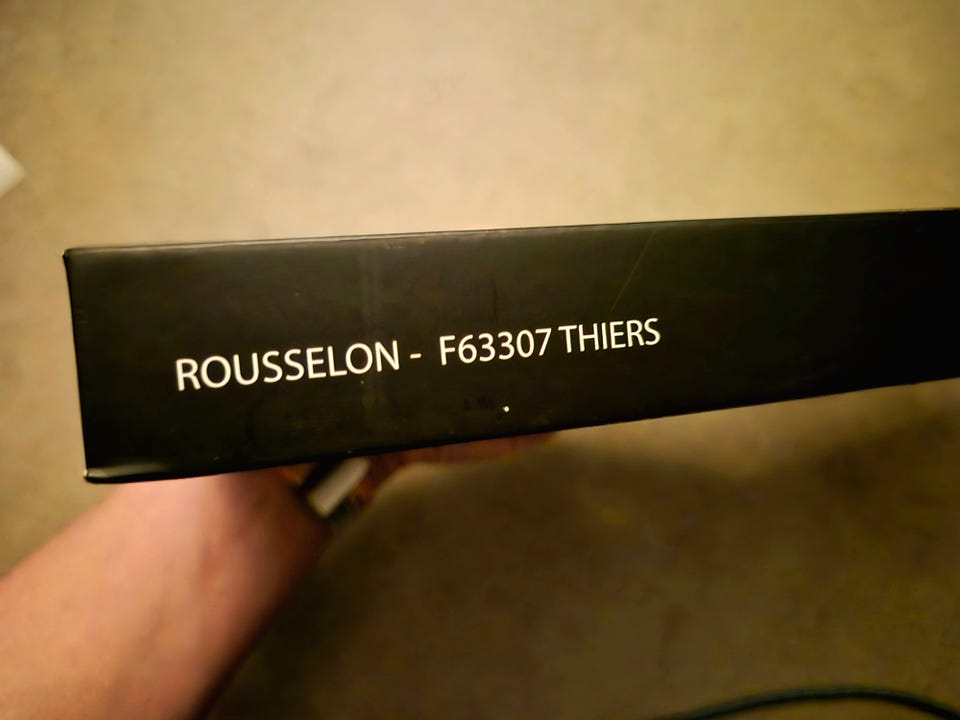 ROUSSELON - F63307 THIERS